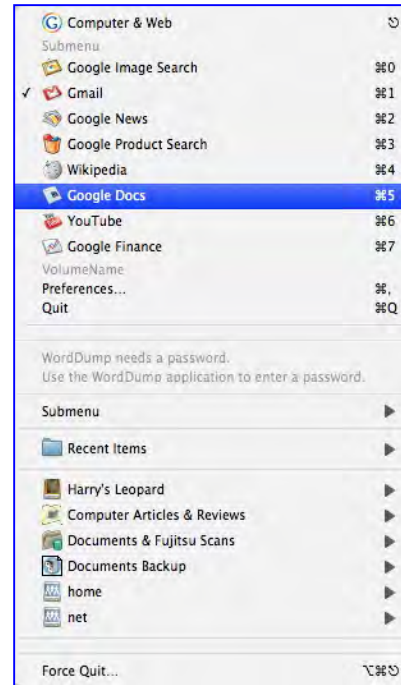 Computer & Web ⎋
Submenu
Google Image Search ⌘0
✓ Gmail ⌘1
Google News ⌘2
Google Product Search ⌘3
Wikipedia ⌘4
Google Docs ⌘5
YouTube ⌘6
Google Finance ⌘7
VolumeName
Preferences... ⌘,
Quit ⌘Q
WordDump needs a password.
Use the WordDump application to enter a password.
Submenu
Recent Items
Harry's Leopard
Computer Articles & Reviews
Documents & Fujitsu Scans
Documents Backup
home
net
Force Quit... ⌥⌘⎋